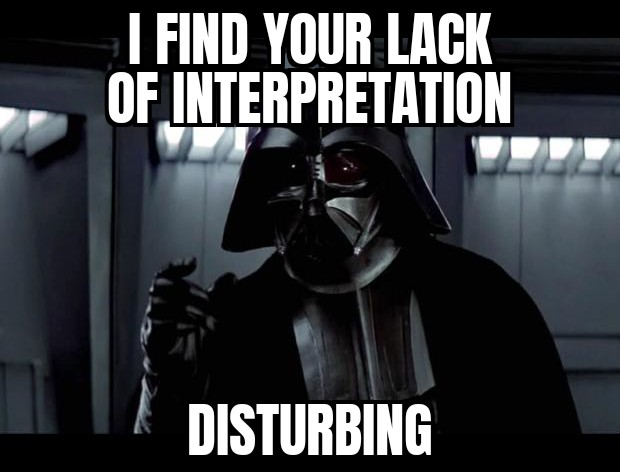 I FIND YOUR LACK
OF INTERPRETATION
DISTURBING